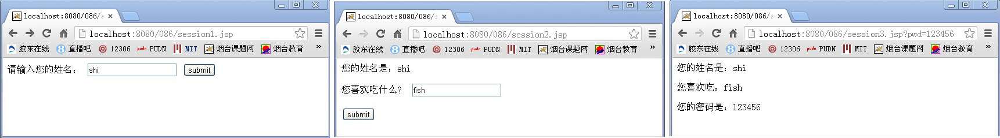 localhost:8080/086/s
localhost:8080/086/session1.jsp
胶东在线 直播吧 12306 pudn PUDN MIT 烟台课题网 烟台教育 »
请输入您的姓名： shi submit
localhost:8080/086/s
localhost:8080/086/session2.jsp
胶东在线 直播吧 12306 pudn PUDN MIT 烟台课题网 烟台教育 »
您的姓名是：shi
您喜欢吃什么? fish
submit
localhost:8080/086/s
localhost:8080/086/session3.jsp?pwd=123456
胶东在线 直播吧 12306 pudn PUDN MIT 烟台课题网 烟台教育 »
您的姓名是：shi
您喜欢吃：fish
您的密码是：123456